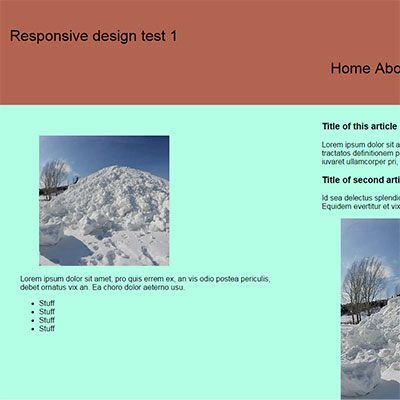 Responsive design test 1
Home Abo
Title of this article
Lorem ipsum dolor sit a
tractatos definitionem p
iuvaret ullamcorper pri,
Title of second arti
Id sea delectus splendi
Equidem evertitur et vix
Lorem ipsum dolor sit amet, pro quis errem ex, an vis odio postea periculis,
debet ornatus vix an. Ea choro dolor aeterno usu.
Stuff
Stuff
Stuff
Stuff